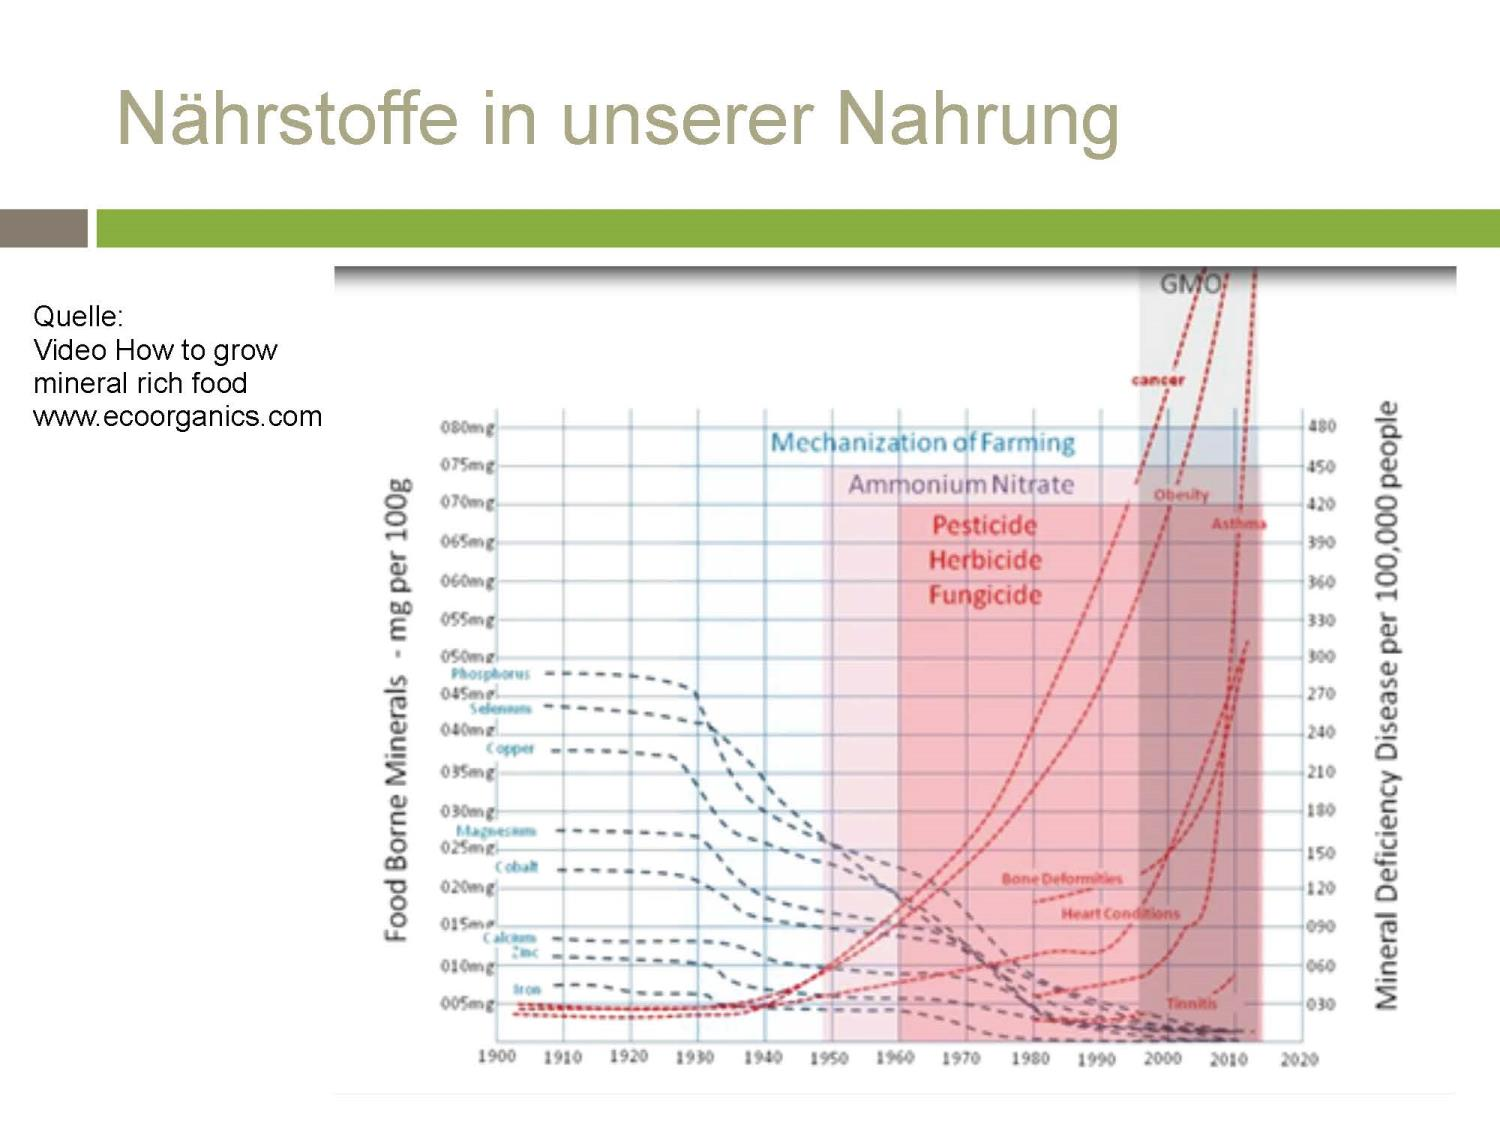 Nährstoffe in unserer Nahrung
Quelle:
Video How to grow
mineral rich food
www.ecoorganics.com
GMO
cancer
Mechanization of Farming
Ammonium Nitrate
Pesticide
Herbicide
Fungicide
Obesity
Asthma
Food Borne Minerals - mg per 100g
080mg
075mg
070mg
065mg
060mg
055mg
050mg
Phosphorus
045mg
Selenium
040mg
Copper
035mg
030mg
Magnesium
025mg
Cobalt
020mg
015mg
Calcium
Zinc
010mg
Iron
005mg
Bone Deformities
Heart Conditions
Tinnitis
480
450
420
390
360
330
300
270
240
210
180
150
120
090
060
030
Mineral Deficiency Disease per 100,000 people
1900 1910 1920 1930 1940 1950 1960 1970 1980 1990 2000 2010 2020